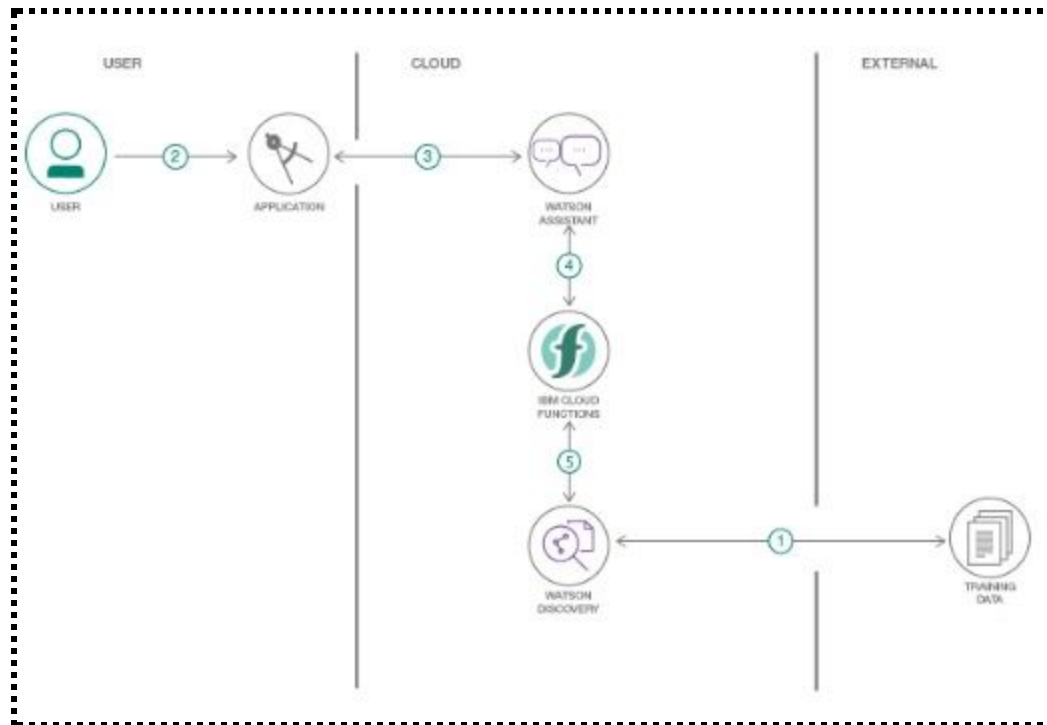 USER
CLOUD
EXTERNAL
2
3
USER
APPLICATION
WATSON
ASSISTANT
4
IBM CLOUD
FUNCTIONS
5
1
WATSON
DISCOVERY
TRAINING
DATA